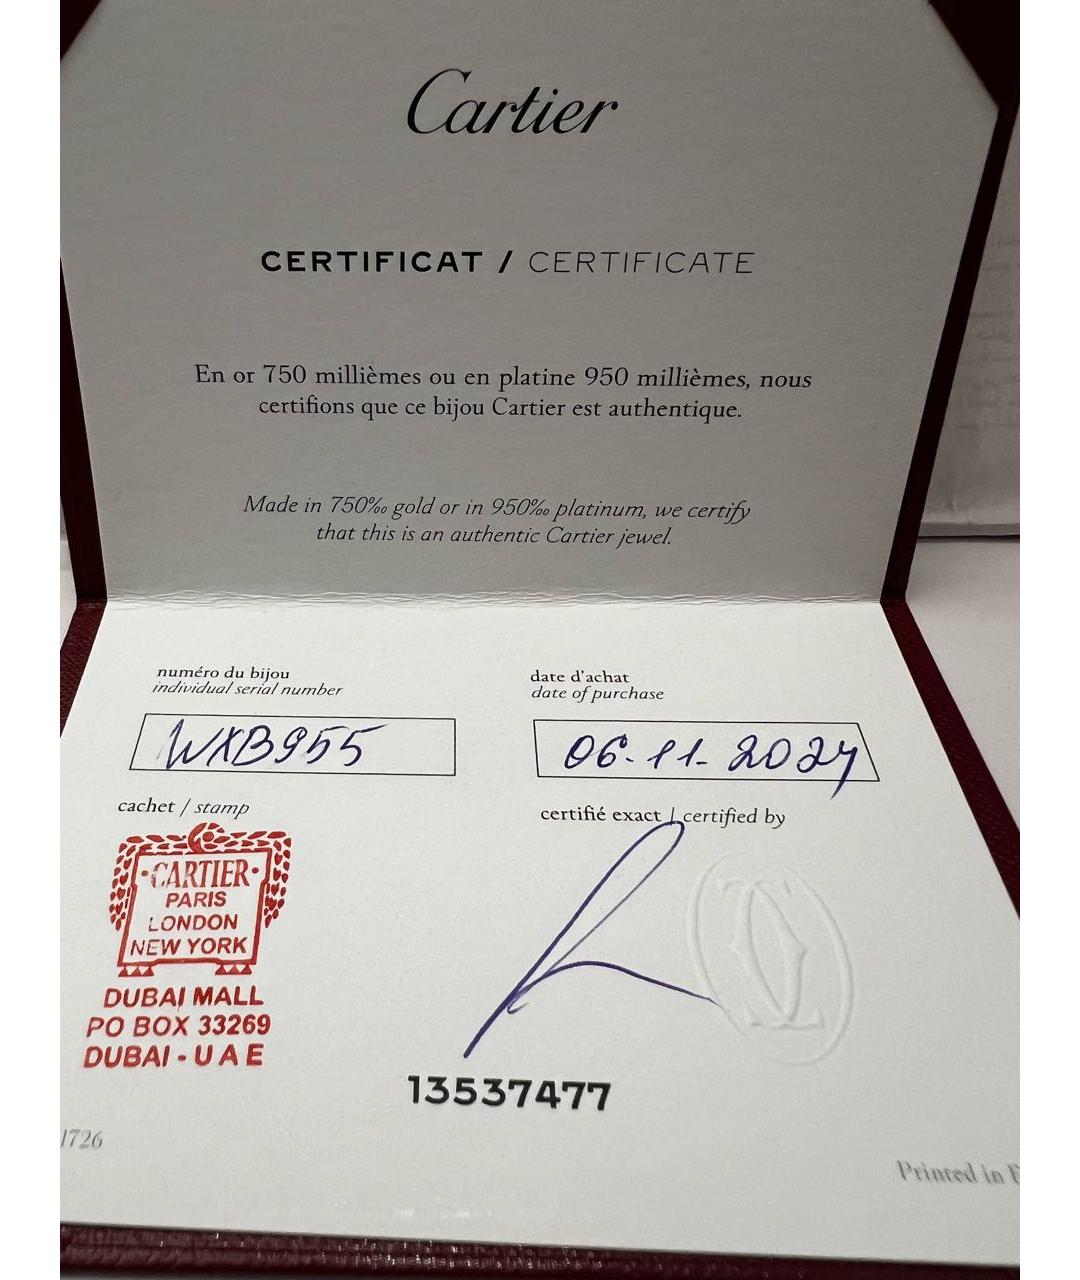 Cartier
CERTIFICAT / CERTIFICATE
En or 750 millièmes ou en platine 950 millièmes, nous
certifions que ce bijou Cartier est authentique.
Made in 750‰ gold or in 950‰ platinum, we certify
that this is an authentic Cartier jewel.
numéro du bijou
individual serial number
WXB955
date d'achat
date of purchase
06.11.2024
cachet / stamp
certifié exact / certified by
·CARTIER·
PARIS
LONDON
NEW YORK
DUBAI MALL
PO BOX 33269
DUBAI - U A E
13537477
1726
Printed in